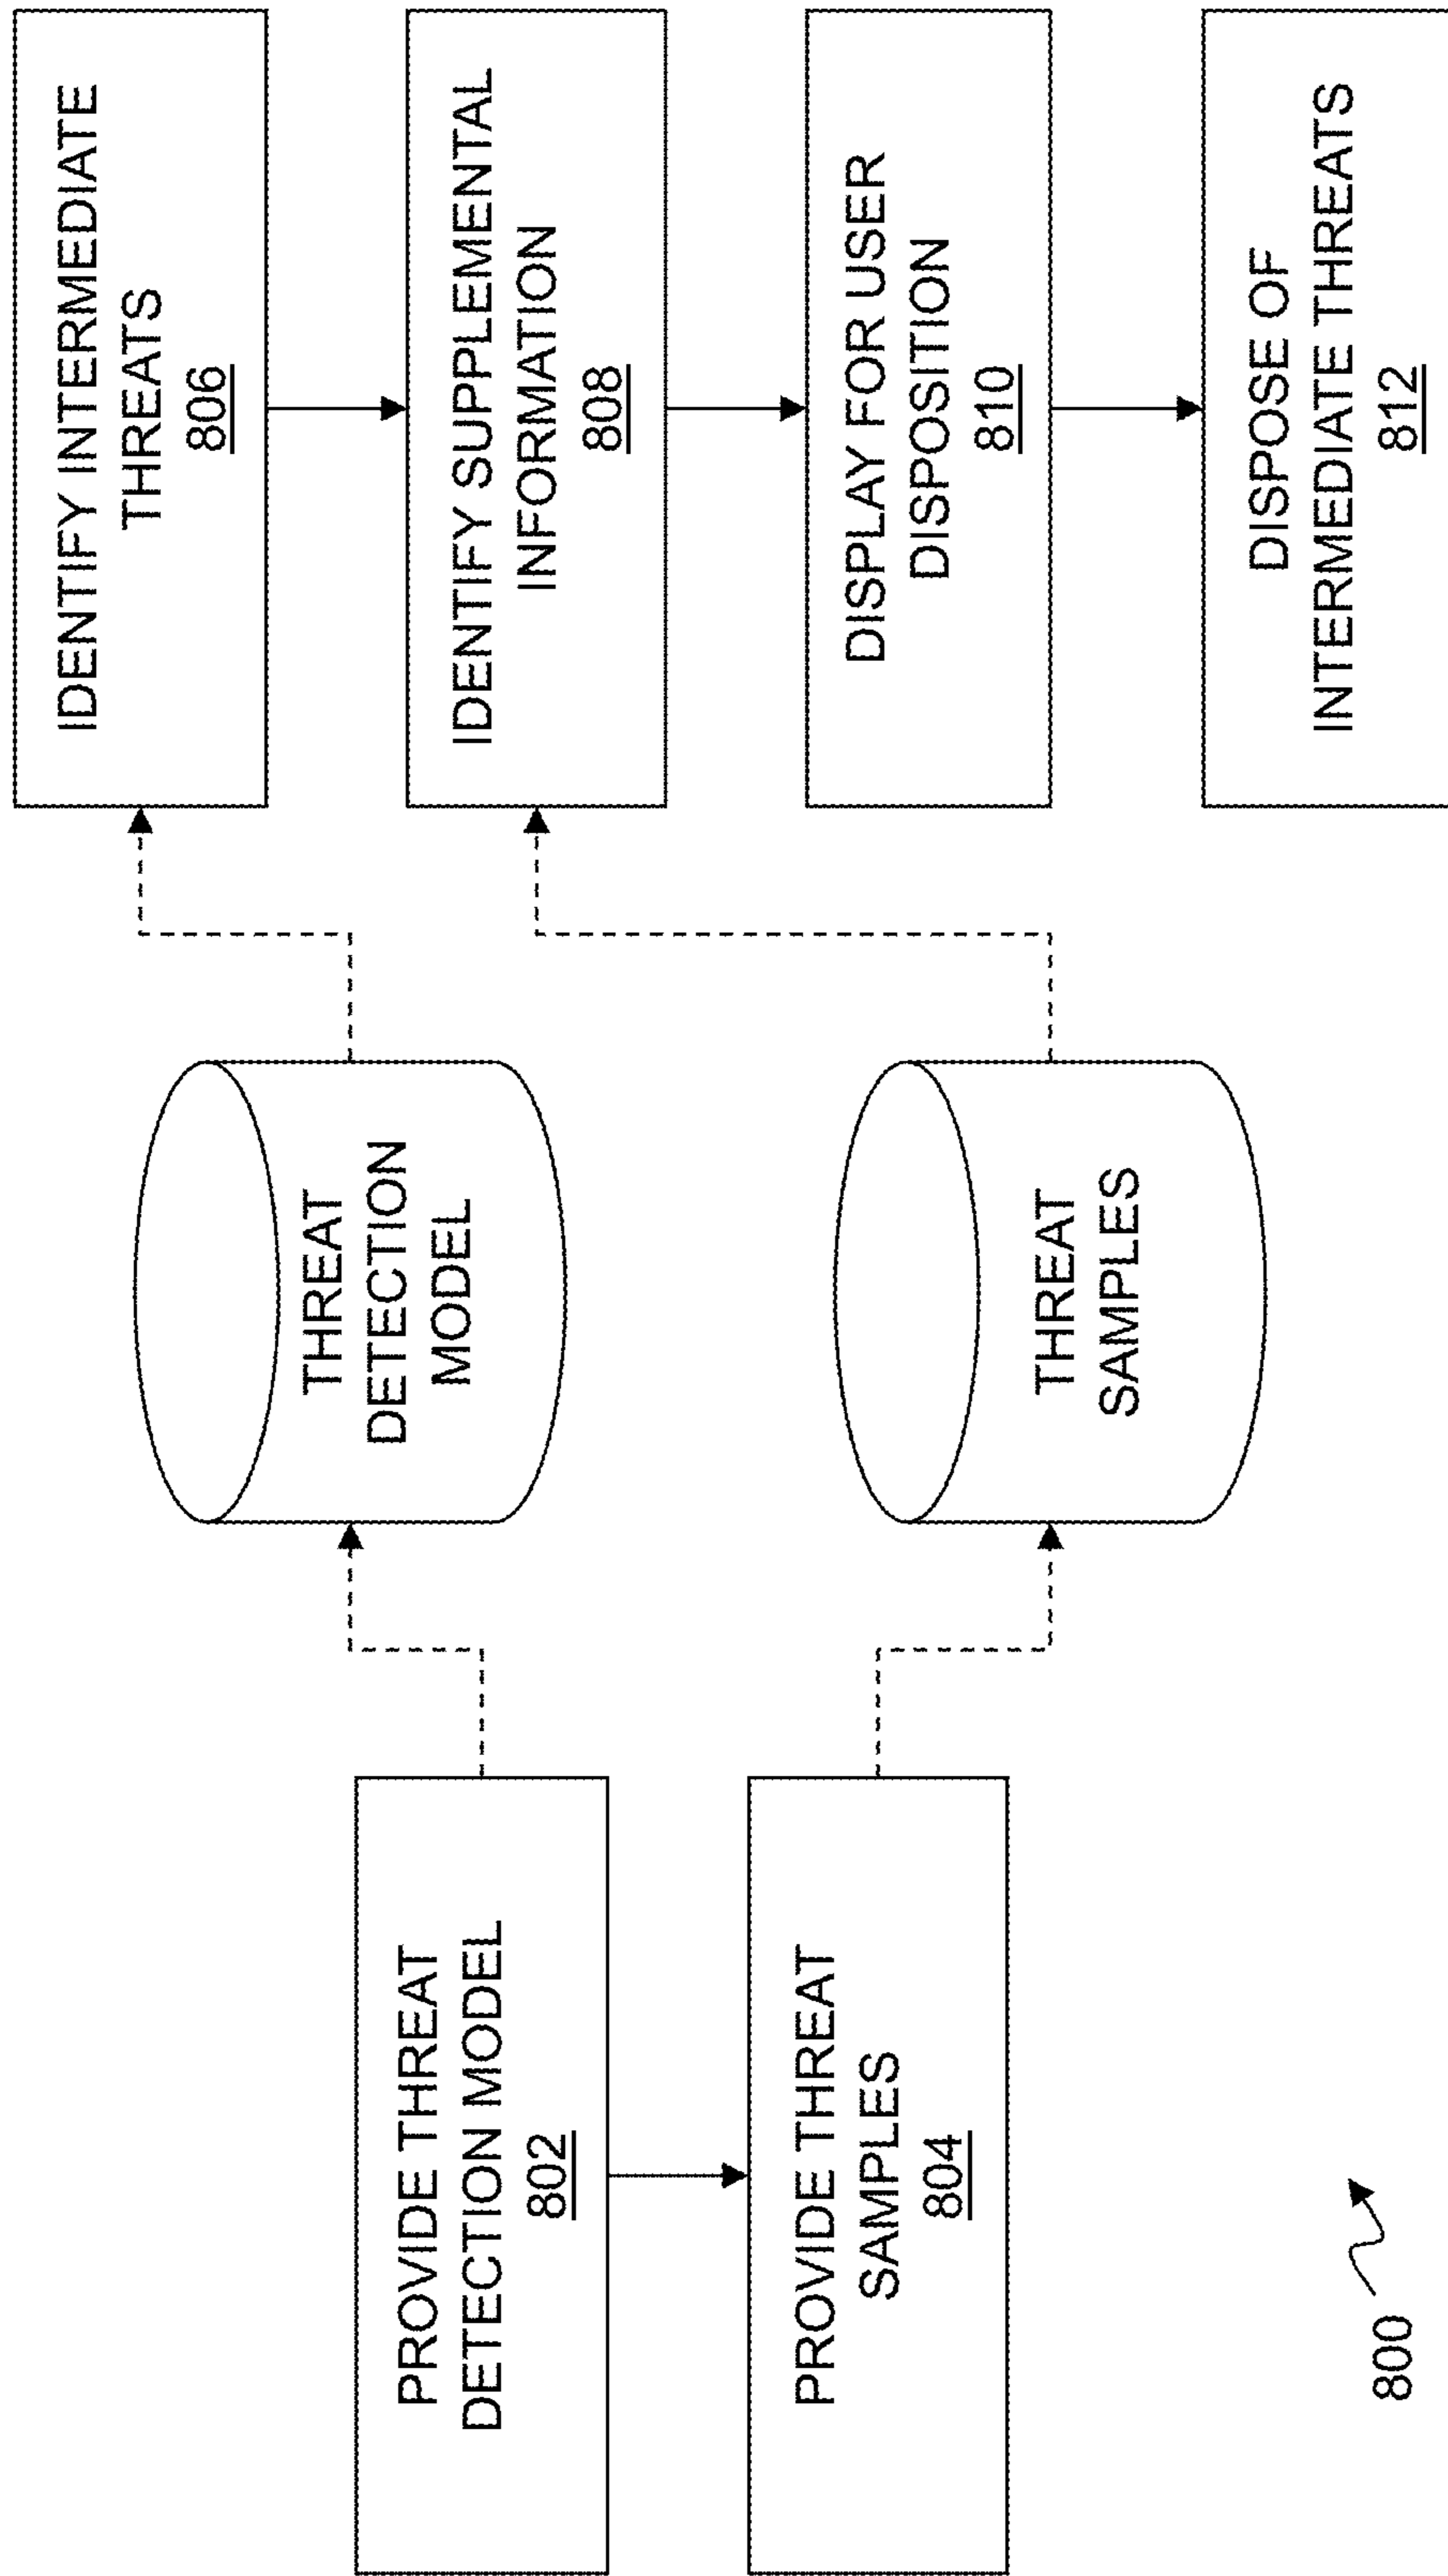 PROVIDE THREAT
DETECTION MODEL
802
PROVIDE THREAT
SAMPLES
804
THREAT
DETECTION
MODEL
THREAT
SAMPLES
IDENTIFY INTERMEDIATE
THREATS
806
IDENTIFY SUPPLEMENTAL
INFORMATION
808
DISPLAY FOR USER
DISPOSITION
810
DISPOSE OF
INTERMEDIATE THREATS
812
800